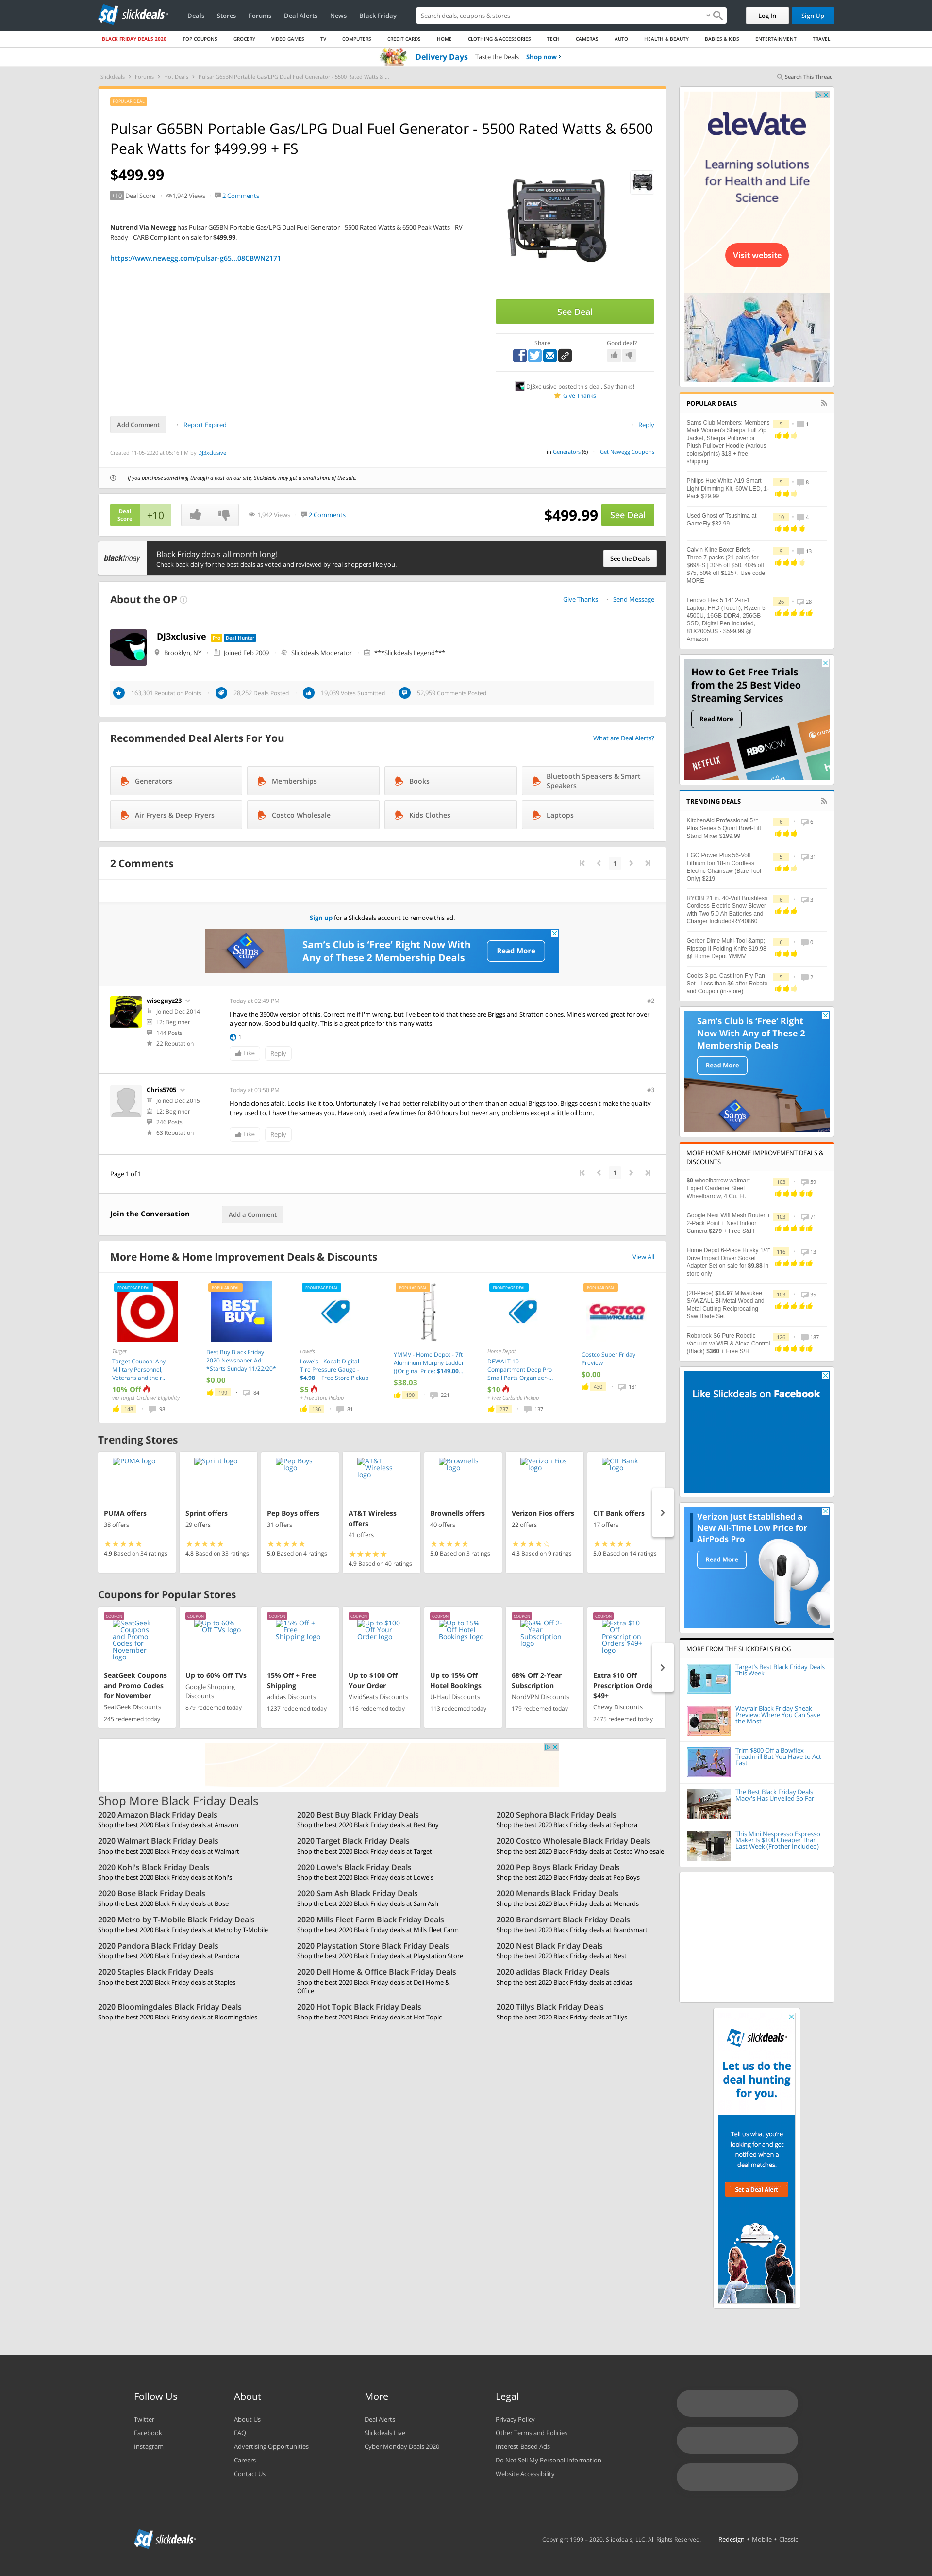 slickdeals
Deals Stores Forums Deal Alerts News Black Friday
Search deals, coupons & stores
Log In
Sign Up
BLACK FRIDAY DEALS 2020 TOP COUPONS GROCERY VIDEO GAMES TV COMPUTERS CREDIT CARDS HOME CLOTHING & ACCESSORIES TECH CAMERAS AUTO HEALTH & BEAUTY BABIES & KIDS ENTERTAINMENT TRAVEL
Delivery Days Taste the Deals Shop now ›
Slickdeals › Forums › Hot Deals › Pulsar G65BN Portable Gas/LPG Dual Fuel Generator - 5500 Rated Watts & ...
Search This Thread
POPULAR DEAL
Pulsar G65BN Portable Gas/LPG Dual Fuel Generator - 5500 Rated Watts & 6500
Peak Watts for $499.99 + FS
$499.99
+10 Deal Score 1,942 Views 2 Comments
Nutrend Via Newegg has Pulsar G65BN Portable Gas/LPG Dual Fuel Generator - 5500 Rated Watts & 6500 Peak Watts - RV
Ready - CARB Compliant on sale for $499.99.
https://www.newegg.com/pulsar-g65...08CBWN2171
See Deal
Share Good deal?
DJ3xclusive posted this deal. Say thanks!
Give Thanks
Add Comment Report Expired Reply
Created 11-05-2020 at 05:16 PM by DJ3xclusive
in Generators (6) Get Newegg Coupons
If you purchase something through a post on our site, Slickdeals may get a small share of the sale.
Deal
Score
+10
1,942 Views 2 Comments
$499.99
See Deal
blackfriday
Black Friday deals all month long!
Check back daily for the best deals as voted and reviewed by real shoppers like you.
See the Deals
About the OP
Give Thanks Send Message
DJ3xclusive Pro Deal Hunter
Brooklyn, NY Joined Feb 2009 Slickdeals Moderator ***Slickdeals Legend***
163,301 Reputation Points 28,252 Deals Posted 19,039 Votes Submitted 52,959 Comments Posted
Recommended Deal Alerts For You
What are Deal Alerts?
Generators
Memberships
Books
Bluetooth Speakers & Smart
Speakers
Air Fryers & Deep Fryers
Costco Wholesale
Kids Clothes
Laptops
2 Comments
1
Sign up for a Slickdeals account to remove this ad.
Sam's Club
Sam's Club is 'Free' Right Now With
Any of These 2 Membership Deals
Read More
wiseguyz23
Joined Dec 2014
L2: Beginner
144 Posts
22 Reputation
Today at 02:49 PM
#2
I have the 3500w version of this. Correct me if I'm wrong, but I've been told that these are Briggs and Stratton clones. Mine's worked great for over
a year now. Good build quality. This is a great price for this many watts.
1
Like Reply
Chris5705
Joined Dec 2015
L2: Beginner
246 Posts
63 Reputation
Today at 03:50 PM
#3
Honda clones afaik. Looks like it too. Unfortunately I've had better reliability out of them than an actual Briggs too. Briggs doesn't make the quality
they used to. I have the same as you. Have only used a few times for 8-10 hours but never any problems except a little oil burn.
Like Reply
Page 1 of 1
1
Join the Conversation
Add a Comment
More Home & Home Improvement Deals & Discounts
View All
FRONTPAGE DEAL
Target
Target Coupon: Any
Military Personnel,
Veterans and their...
10% Off
via Target Circle w/ Eligibility
148 98
POPULAR DEAL
BEST
BUY
Best Buy Black Friday
2020 Newspaper Ad:
*Starts Sunday 11/22/20*
$0.00
199 84
FRONTPAGE DEAL
Lowe's
Lowe's - Kobalt Digital
Tire Pressure Gauge -
$4.98 + Free Store Pickup
$5
+ Free Store Pickup
136 81
POPULAR DEAL
YMMV - Home Depot - 7ft
Aluminum Murphy Ladder
((Original Price: $149.00...
$38.03
190 221
FRONTPAGE DEAL
Home Depot
DEWALT 10-
Compartment Deep Pro
Small Parts Organizer-...
$10
+ Free Curbside Pickup
237 137
POPULAR DEAL
COSTCO
WHOLESALE
Costco Super Friday
Preview
$0.00
430 181
Trending Stores
PUMA logo
PUMA offers
38 offers
4.9 Based on 34 ratings
Sprint logo
Sprint offers
29 offers
4.8 Based on 33 ratings
Pep Boys
logo
Pep Boys offers
31 offers
5.0 Based on 4 ratings
AT&T
Wireless
logo
AT&T Wireless
offers
41 offers
4.9 Based on 40 ratings
Brownells
logo
Brownells offers
40 offers
5.0 Based on 3 ratings
Verizon Fios
logo
Verizon Fios offers
22 offers
4.3 Based on 9 ratings
CIT Bank
logo
CIT Bank offers
17 offers
5.0 Based on 14 ratings
Coupons for Popular Stores
COUPON
SeatGeek
Coupons
and Promo
Codes for
November
logo
SeatGeek Coupons
and Promo Codes
for November
SeatGeek Discounts
245 redeemed today
COUPON
Up to 60%
Off TVs logo
Up to 60% Off TVs
Google Shopping
Discounts
879 redeemed today
COUPON
15% Off +
Free
Shipping logo
15% Off + Free
Shipping
adidas Discounts
1237 redeemed today
COUPON
Up to $100
Off Your
Order logo
Up to $100 Off
Your Order
VividSeats Discounts
116 redeemed today
COUPON
Up to 15%
Off Hotel
Bookings logo
Up to 15% Off
Hotel Bookings
U-Haul Discounts
113 redeemed today
COUPON
68% Off 2-
Year
Subscription
logo
68% Off 2-Year
Subscription
NordVPN Discounts
179 redeemed today
COUPON
Extra $10
Off
Prescription
Orders $49+
logo
Extra $10 Off
Prescription Orders
$49+
Chewy Discounts
2475 redeemed today
Shop More Black Friday Deals
2020 Amazon Black Friday Deals
Shop the best 2020 Black Friday deals at Amazon
2020 Best Buy Black Friday Deals
Shop the best 2020 Black Friday deals at Best Buy
2020 Sephora Black Friday Deals
Shop the best 2020 Black Friday deals at Sephora
2020 Walmart Black Friday Deals
Shop the best 2020 Black Friday deals at Walmart
2020 Target Black Friday Deals
Shop the best 2020 Black Friday deals at Target
2020 Costco Wholesale Black Friday Deals
Shop the best 2020 Black Friday deals at Costco Wholesale
2020 Kohl's Black Friday Deals
Shop the best 2020 Black Friday deals at Kohl's
2020 Lowe's Black Friday Deals
Shop the best 2020 Black Friday deals at Lowe's
2020 Pep Boys Black Friday Deals
Shop the best 2020 Black Friday deals at Pep Boys
2020 Bose Black Friday Deals
Shop the best 2020 Black Friday deals at Bose
2020 Sam Ash Black Friday Deals
Shop the best 2020 Black Friday deals at Sam Ash
2020 Menards Black Friday Deals
Shop the best 2020 Black Friday deals at Menards
2020 Metro by T-Mobile Black Friday Deals
Shop the best 2020 Black Friday deals at Metro by T-Mobile
2020 Mills Fleet Farm Black Friday Deals
Shop the best 2020 Black Friday deals at Mills Fleet Farm
2020 Brandsmart Black Friday Deals
Shop the best 2020 Black Friday deals at Brandsmart
2020 Pandora Black Friday Deals
Shop the best 2020 Black Friday deals at Pandora
2020 Playstation Store Black Friday Deals
Shop the best 2020 Black Friday deals at Playstation Store
2020 Nest Black Friday Deals
Shop the best 2020 Black Friday deals at Nest
2020 Staples Black Friday Deals
Shop the best 2020 Black Friday deals at Staples
2020 Dell Home & Office Black Friday Deals
Shop the best 2020 Black Friday deals at Dell Home &
Office
2020 adidas Black Friday Deals
Shop the best 2020 Black Friday deals at adidas
2020 Bloomingdales Black Friday Deals
Shop the best 2020 Black Friday deals at Bloomingdales
2020 Hot Topic Black Friday Deals
Shop the best 2020 Black Friday deals at Hot Topic
2020 Tillys Black Friday Deals
Shop the best 2020 Black Friday deals at Tillys
elevate
Learning solutions
for Health and Life
Science
Visit website
POPULAR DEALS
Sams Club Members: Member's
Mark Women's Sherpa Full Zip
Jacket, Sherpa Pullover or
Plush Pullover Hoodie (various
colors/prints) $13 + free
shipping
5 1
Philips Hue White A19 Smart
Light Dimming Kit, 60W LED, 1-
Pack $29.99
5 8
Used Ghost of Tsushima at
GameFly $32.99
10 4
Calvin Kline Boxer Briefs -
Three 7-packs (21 pairs) for
$69/FS | 30% off $50, 40% off
$75, 50% off $125+. Use code:
MORE
9 13
Lenovo Flex 5 14" 2-in-1
Laptop, FHD (Touch), Ryzen 5
4500U, 16GB DDR4, 256GB
SSD, Digital Pen Included,
81X2005US - $599.99 @
Amazon
26 28
How to Get Free Trials
from the 25 Best Video
Streaming Services
Read More
NETFLIX
HBO NOW
TRENDING DEALS
KitchenAid Professional 5™
Plus Series 5 Quart Bowl-Lift
Stand Mixer $199.99
6 6
EGO Power Plus 56-Volt
Lithium Ion 18-in Cordless
Electric Chainsaw (Bare Tool
Only) $219
5 31
RYOBI 21 in. 40-Volt Brushless
Cordless Electric Snow Blower
with Two 5.0 Ah Batteries and
Charger Included-RY40860
6 3
Gerber Dime Multi-Tool &amp;
Ripstop II Folding Knife $19.98
@ Home Depot YMMV
6 0
Cooks 3-pc. Cast Iron Fry Pan
Set - Less than $6 after Rebate
and Coupon (in-store)
5 2
Sam's Club is 'Free' Right
Now With Any of These 2
Membership Deals
Read More
Sam's Club
MORE HOME & HOME IMPROVEMENT DEALS &
DISCOUNTS
$9 wheelbarrow walmart -
Expert Gardener Steel
Wheelbarrow, 4 Cu. Ft.
103 59
Google Nest Wifi Mesh Router +
2-Pack Point + Nest Indoor
Camera $279 + Free S&H
103 71
Home Depot 6-Piece Husky 1/4"
Drive Impact Driver Socket
Adapter Set on sale for $9.88 in
store only
116 13
(20-Piece) $14.97 Milwaukee
SAWZALL Bi-Metal Wood and
Metal Cutting Reciprocating
Saw Blade Set
103 35
Roborock S6 Pure Robotic
Vacuum w/ WiFi & Alexa Control
(Black) $360 + Free S/H
126 187
Like Slickdeals on Facebook
Verizon Just Established a
New All-Time Low Price for
AirPods Pro
Read More
MORE FROM THE SLICKDEALS BLOG
Target's Best Black Friday Deals
This Week
Wayfair Black Friday Sneak
Preview: Where You Can Save
the Most
Trim $800 Off a Bowflex
Treadmill But You Have to Act
Fast
The Best Black Friday Deals
Macy's Has Unveiled So Far
This Mini Nespresso Espresso
Maker Is $100 Cheaper Than
Last Week (Frother Included)
slickdeals
Let us do the
deal hunting
for you.
Tell us what you're
looking for and get
notified when a
deal matches.
Set a Deal Alert
Follow Us
Twitter
Facebook
Instagram
About
About Us
FAQ
Advertising Opportunities
Careers
Contact Us
More
Deal Alerts
Slickdeals Live
Cyber Monday Deals 2020
Legal
Privacy Policy
Other Terms and Policies
Interest-Based Ads
Do Not Sell My Personal Information
Website Accessibility
slickdeals
Copyright 1999 – 2020. Slickdeals, LLC. All Rights Reserved. Redesign • Mobile • Classic